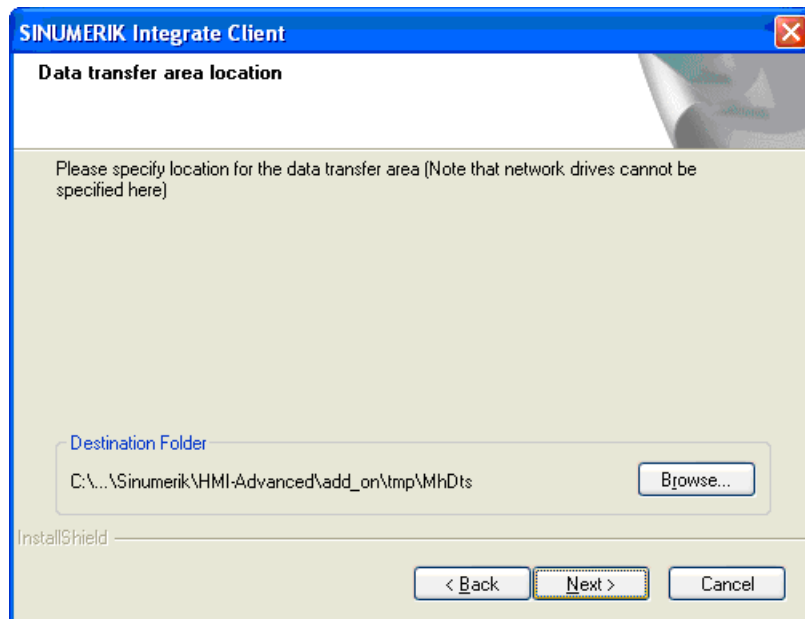 SINUMERIK Integrate Client
Data transfer area location
Please specify location for the data transfer area (Note that network drives cannot be
specified here)
Destination Folder
C:\...\Sinumerik\HMI-Advanced\add_on\tmp\MhDts
Browse...
InstallShield
< Back
Next >
Cancel